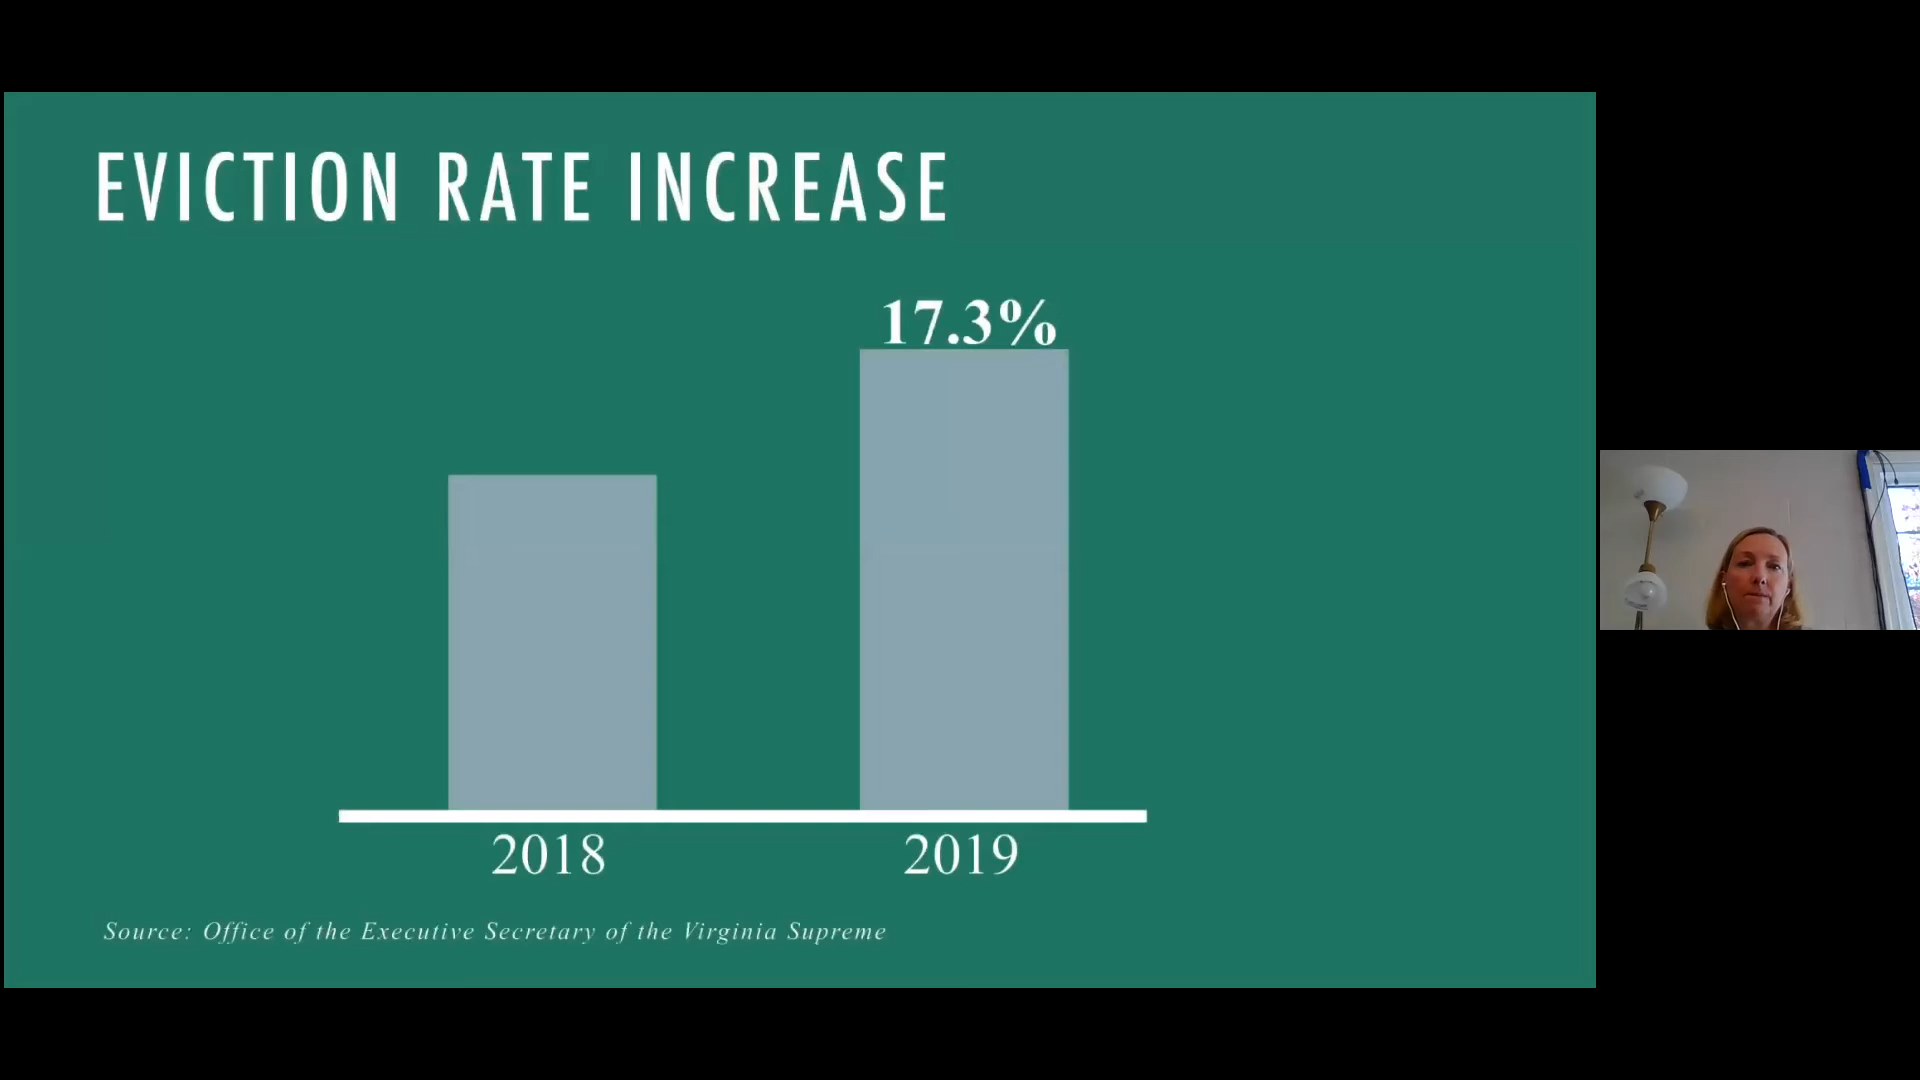 EVICTION RATE INCREASE
17.3%
2018 2019
Source: Office of the Executive Secretary of the Virginia Supreme